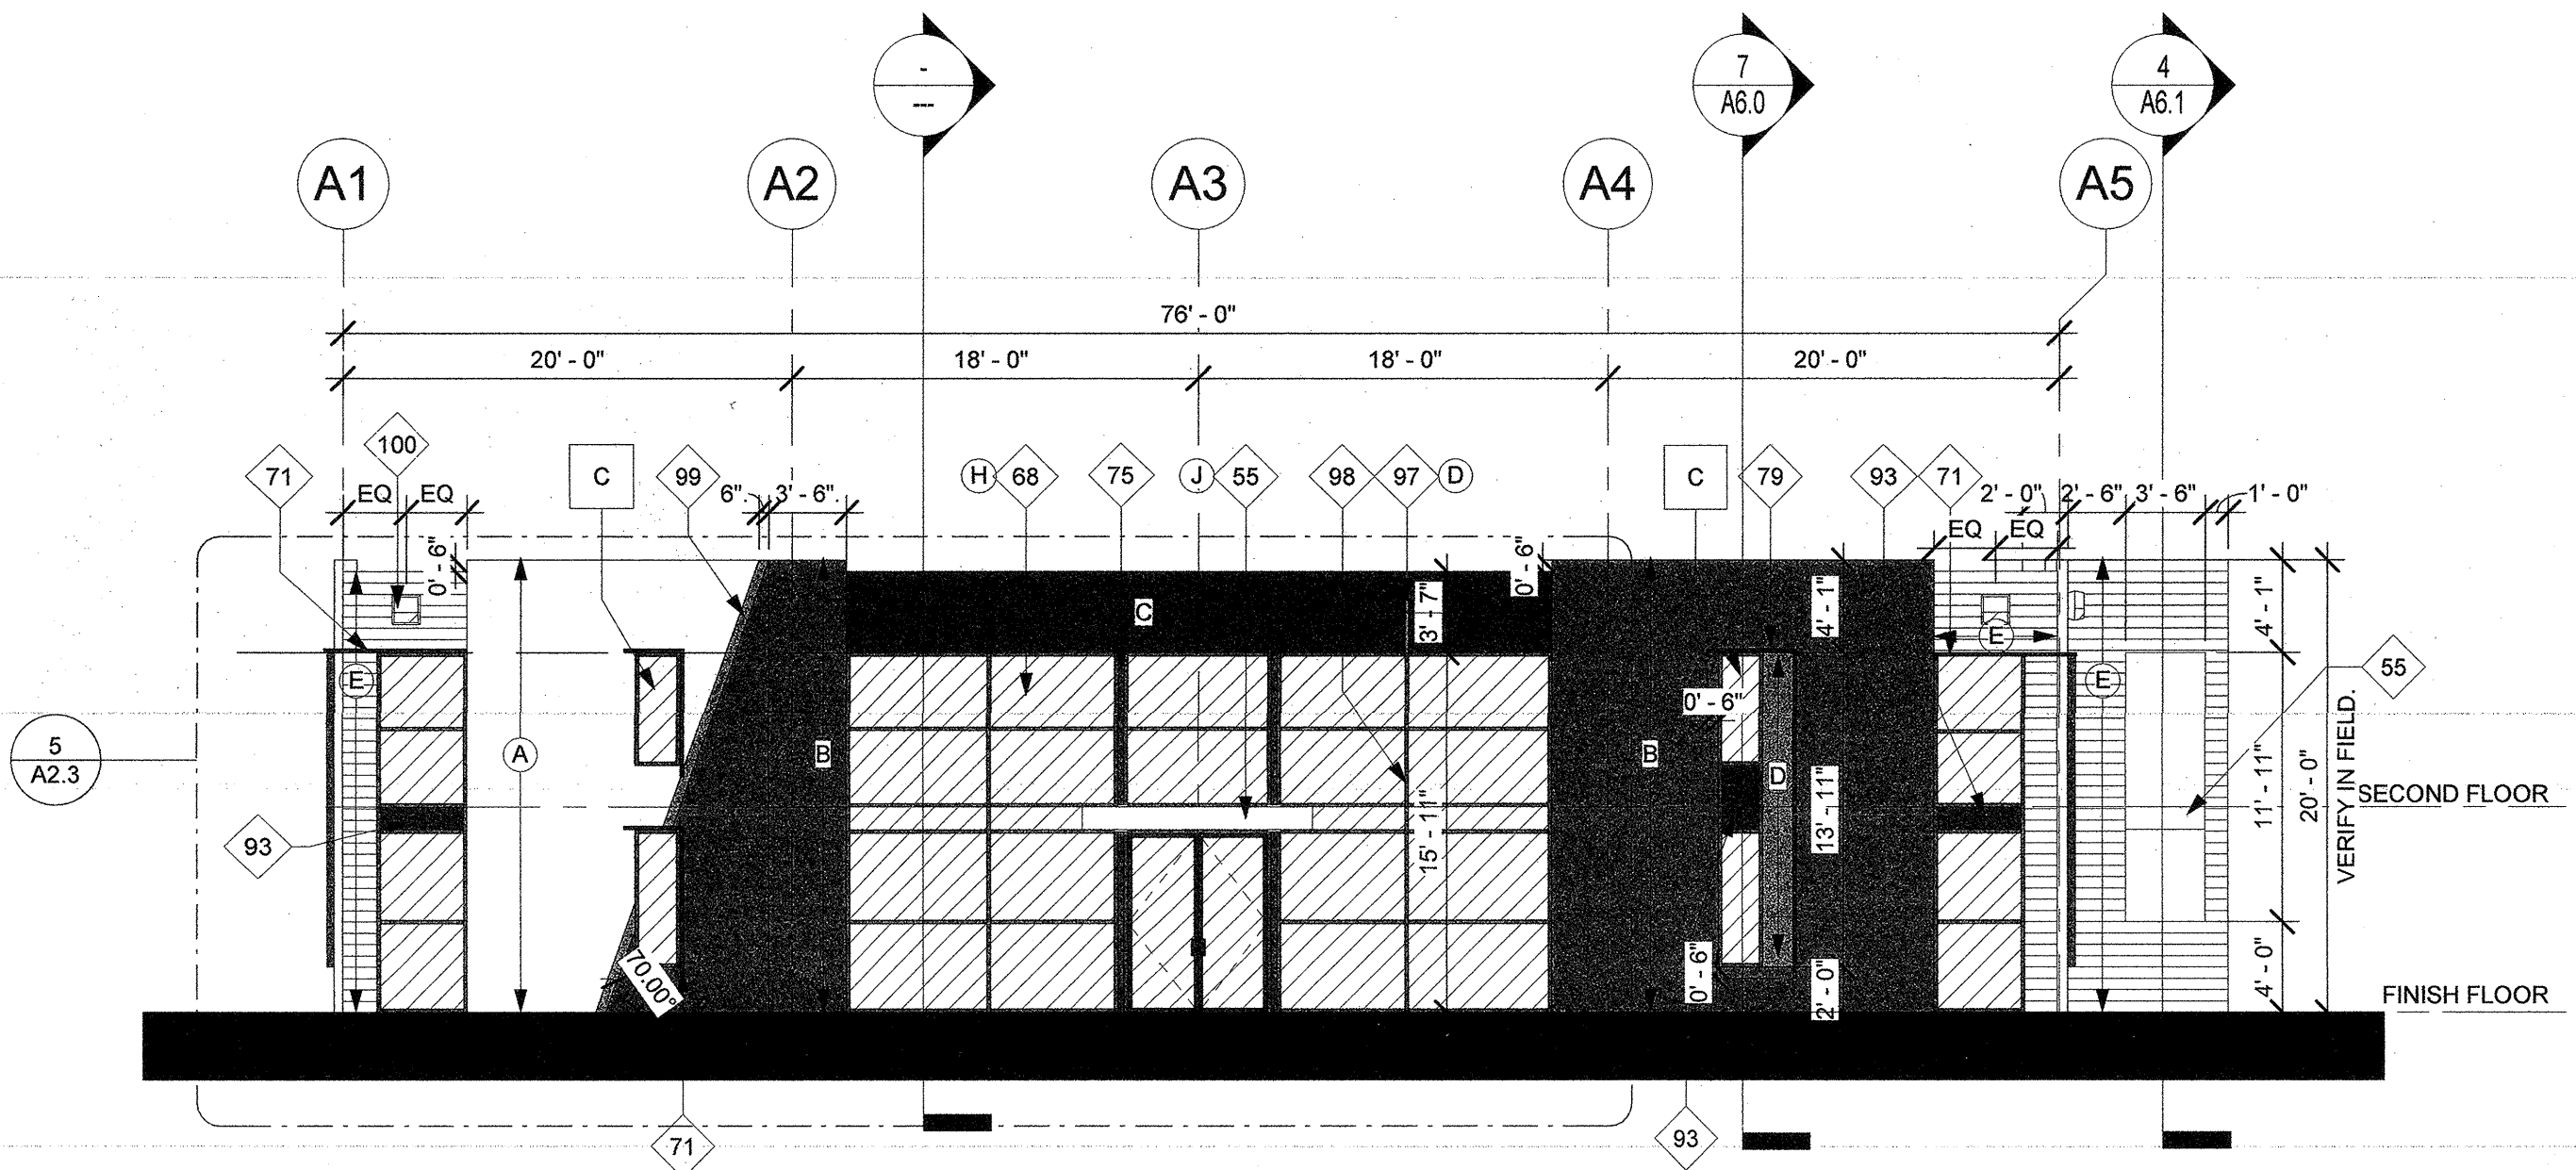 -
---
7
A6.0
4
A6.1
A1
A2
A3
A4
A5
76' - 0"
20' - 0"
18' - 0"
18' - 0"
20' - 0"
71
100
C
99
H
68
75
J
55
98
97
D
C
79
93
71
EQ
EQ
6".
3' - 6".
2' - 0"
2' - 6"
3' - 6"
1' - 0"
EQ
EQ
0' - 6"
C
3' - 7"
0' - 6"
4' - 1"
E
4' - 1"
E
A
B
B
0' - 6"
D
E
55
5
A2.3
93
15' - 11"
13' - 11"
11' - 11"
20' - 0"
VERIFY IN FIELD.
SECOND FLOOR
70.00°
0' - 6"
2' - 0"
4' - 0"
FINISH FLOOR
71
93